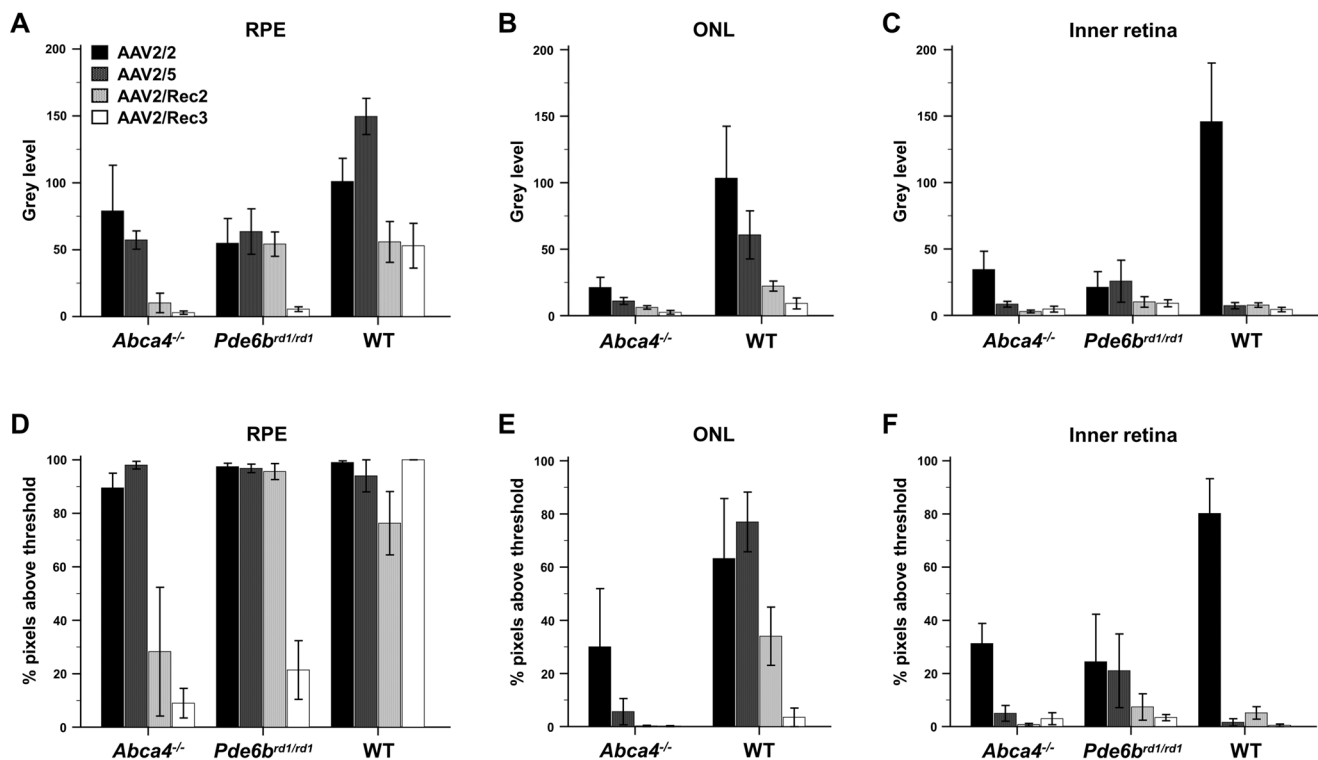 A
RPE
Grey level
200
150
100
50
0
AAV2/2
AAV2/5
AAV2/Rec2
AAV2/Rec3
Abca4-/-
Pde6brd1/rd1
WT
B
ONL
Grey level
200
150
100
50
0
Abca4-/-
WT
C
Inner retina
Grey level
200
150
100
50
0
Abca4-/-
Pde6brd1/rd1
WT
D
RPE
% pixels above threshold
100
80
60
40
20
0
Abca4-/-
Pde6brd1/rd1
WT
E
ONL
% pixels above threshold
100
80
60
40
20
0
Abca4-/-
WT
F
Inner retina
% pixels above threshold
100
80
60
40
20
0
Abca4-/-
Pde6brd1/rd1
WT